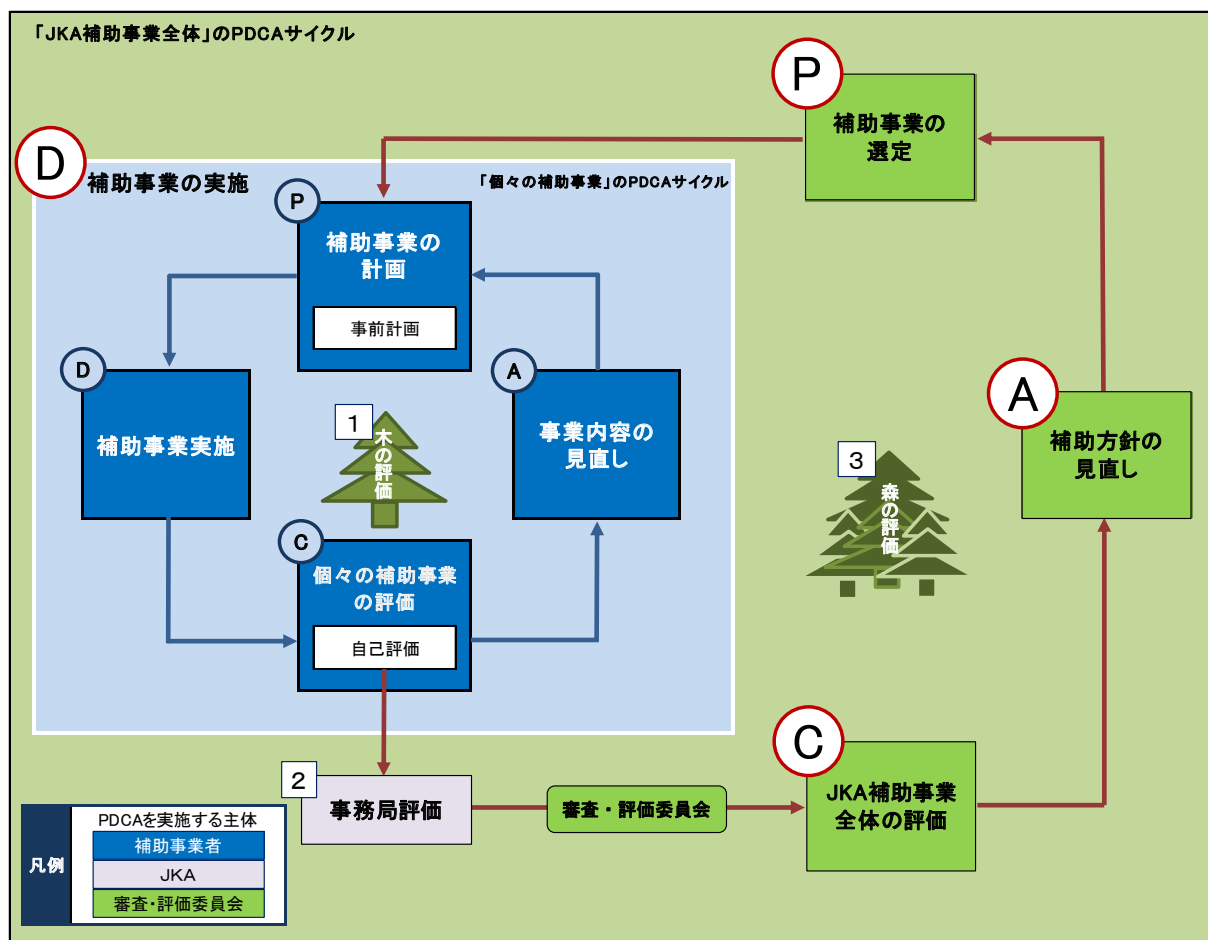 「JKA補助事業全体」のPDCAサイクル
P
補助事業の
選定
D
補助事業の実施
「個々の補助事業」のPDCAサイクル
P
補助事業の
計画
事前計画
D
補助事業実施
A
事業内容の
見直し
1
木の評価
C
個々の補助事業
の評価
自己評価
A
補助方針の
見直し
3
森の評価
2
事務局評価
審査・評価委員会
C
JKA補助事業
全体の評価
凡例
PDCAを実施する主体
補助事業者
JKA
審査・評価委員会